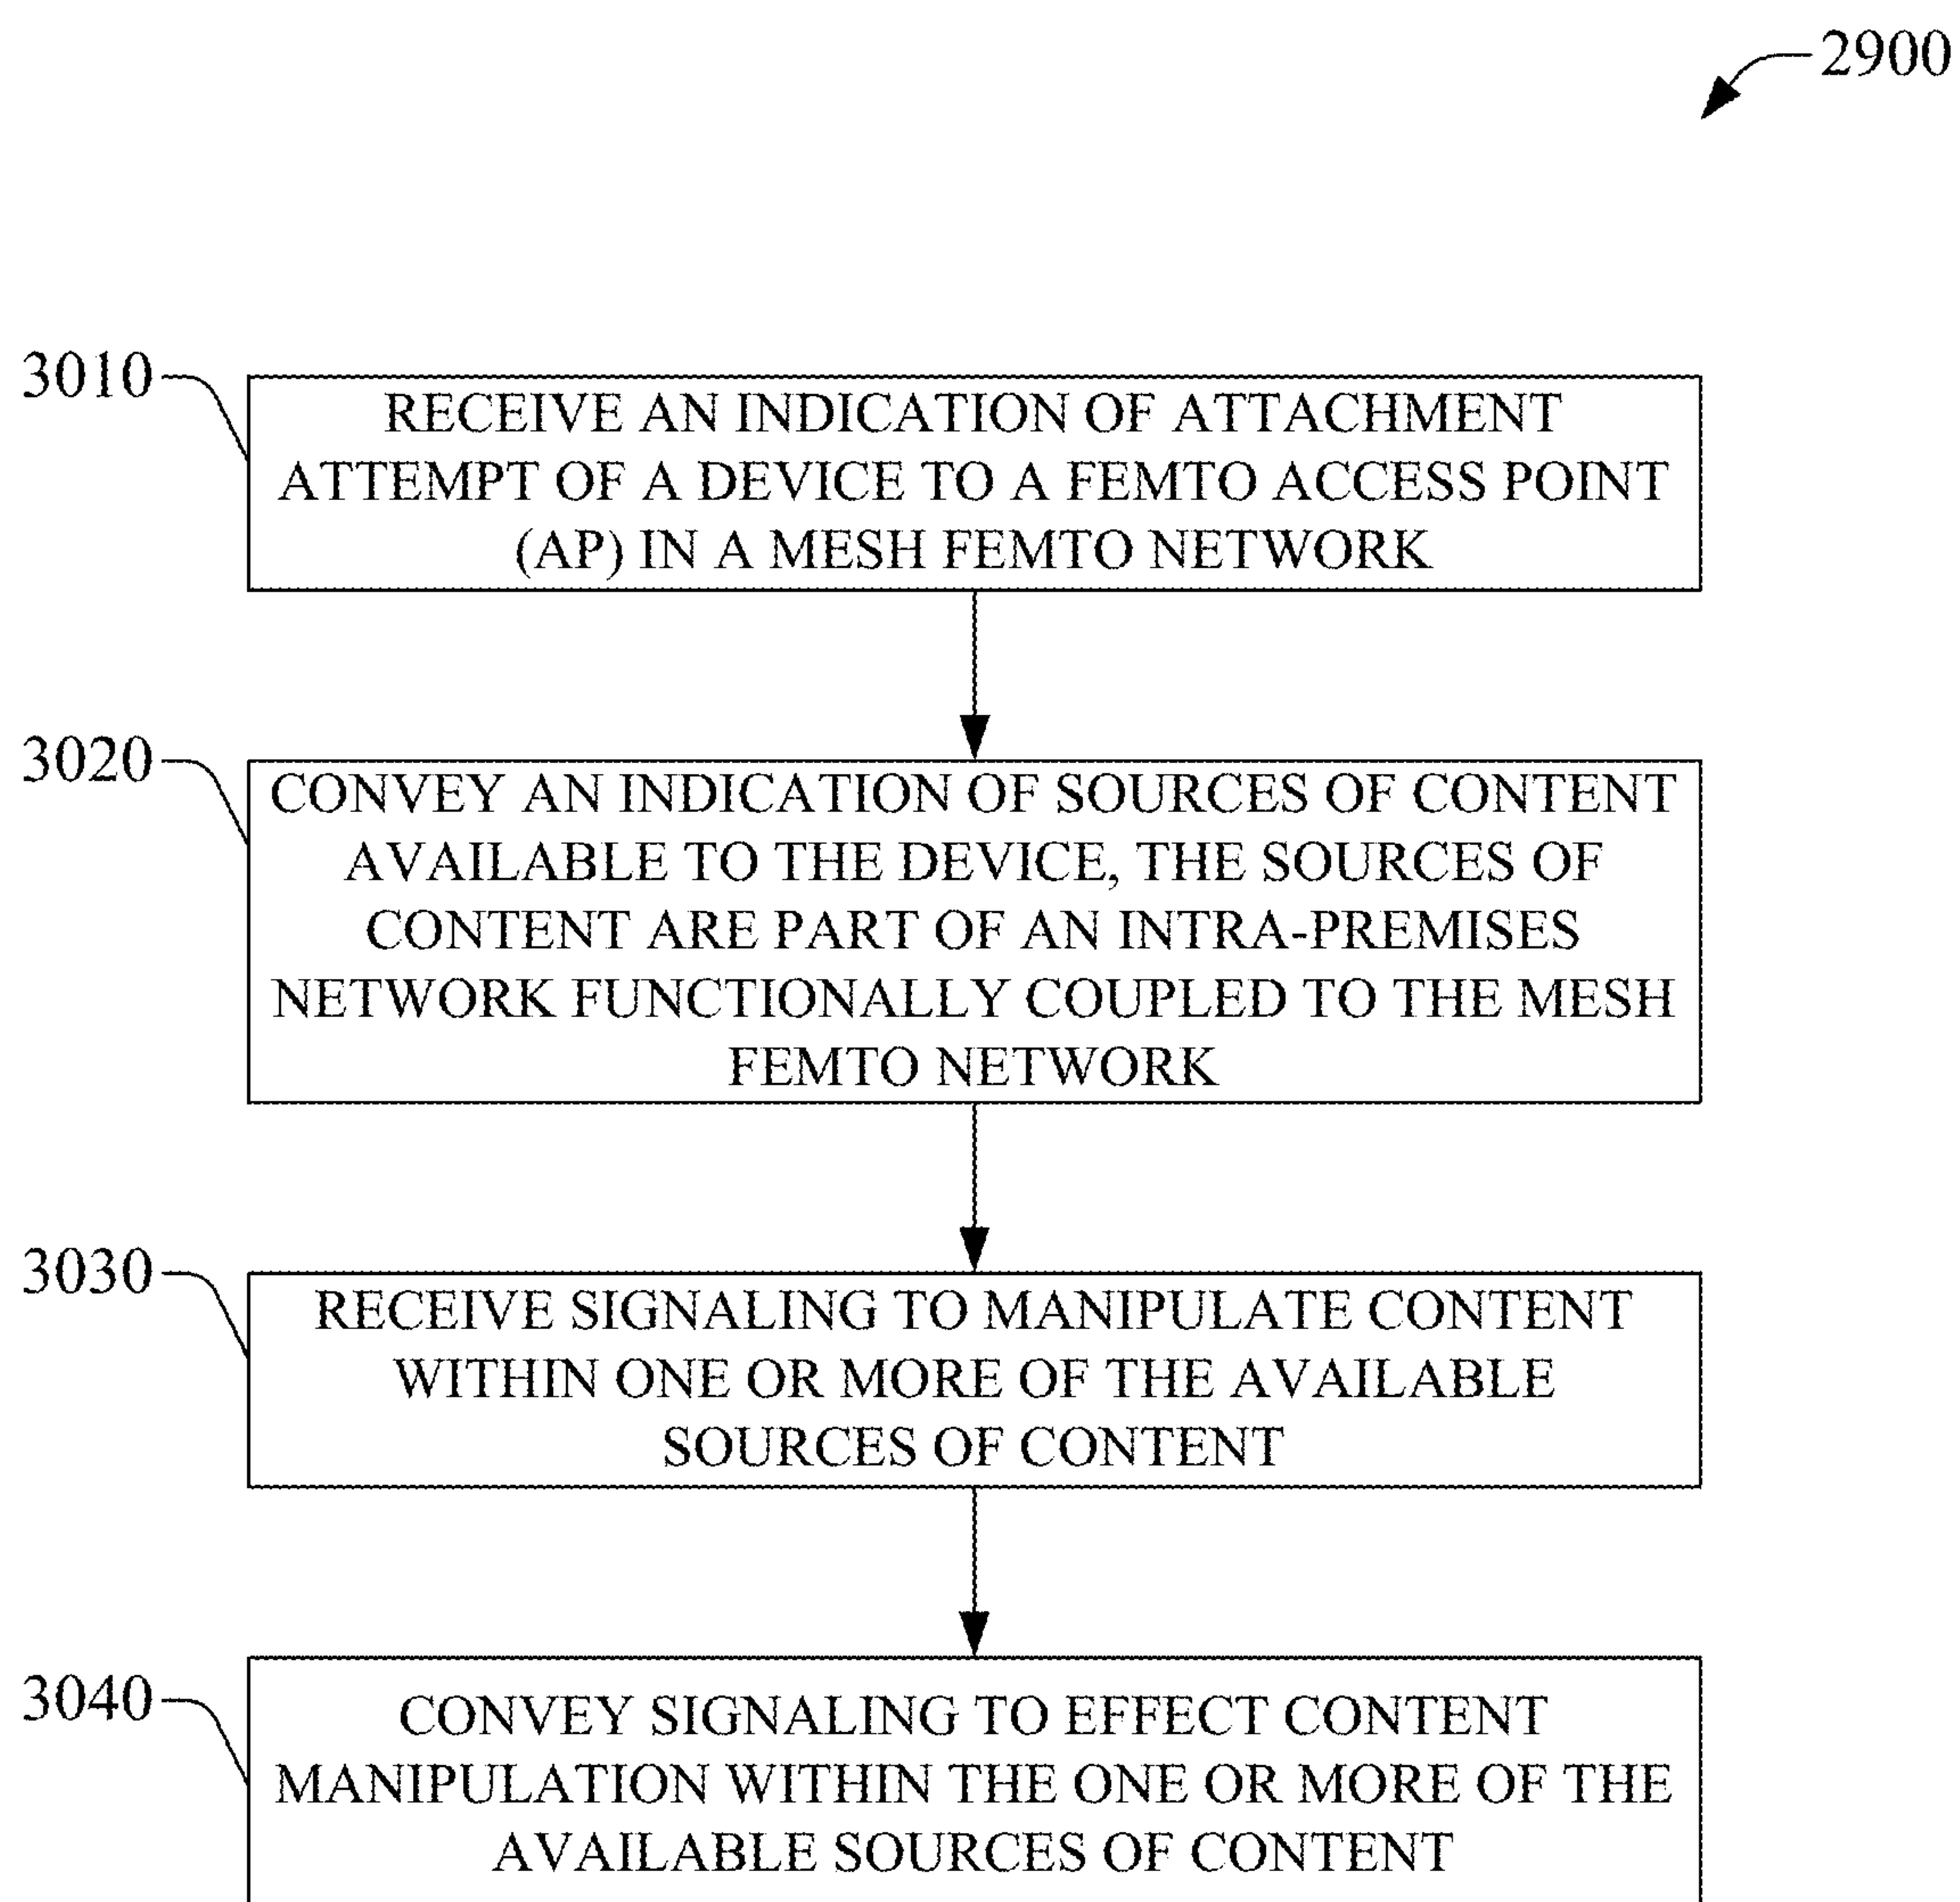 2900
3010
RECEIVE AN INDICATION OF ATTACHMENT
ATTEMPT OF A DEVICE TO A FEMTO ACCESS POINT
(AP) IN A MESH FEMTO NETWORK
3020
CONVEY AN INDICATION OF SOURCES OF CONTENT
AVAILABLE TO THE DEVICE, THE SOURCES OF
CONTENT ARE PART OF AN INTRA-PREMISES
NETWORK FUNCTIONALLY COUPLED TO THE MESH
FEMTO NETWORK
3030
RECEIVE SIGNALING TO MANIPULATE CONTENT
WITHIN ONE OR MORE OF THE AVAILABLE
SOURCES OF CONTENT
3040
CONVEY SIGNALING TO EFFECT CONTENT
MANIPULATION WITHIN THE ONE OR MORE OF THE
AVAILABLE SOURCES OF CONTENT